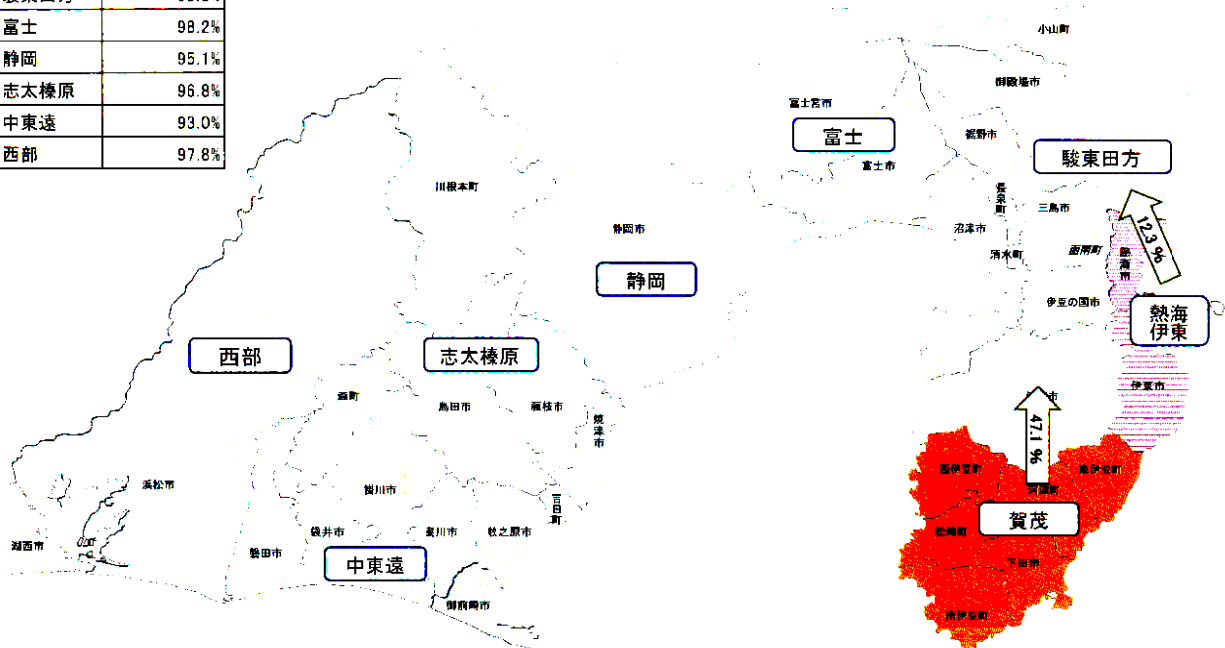 富士 98.2%
静岡 95.1%
志太榛原 96.8%
中東遠 93.0%
西部 97.8%
小山町
御殿場市
富士宮市
富士
裾野市
駿東田方
富士市
川根本町
長泉町
三島市
12.3 %
静岡市
沼津市
清水町
函南町
熱海市
静岡
伊豆の国市
熱海
伊東
西部
志太榛原
伊東市
市
47.1 %
森町
島田市
藤枝市
焼津市
西伊豆町
東伊豆町
浜松市
掛川市
吉田町
河津町
賀茂
湖西市
磐田市
袋井市
菊川市
牧之原市
松崎町
中東遠
下田市
御前崎市
南伊豆町